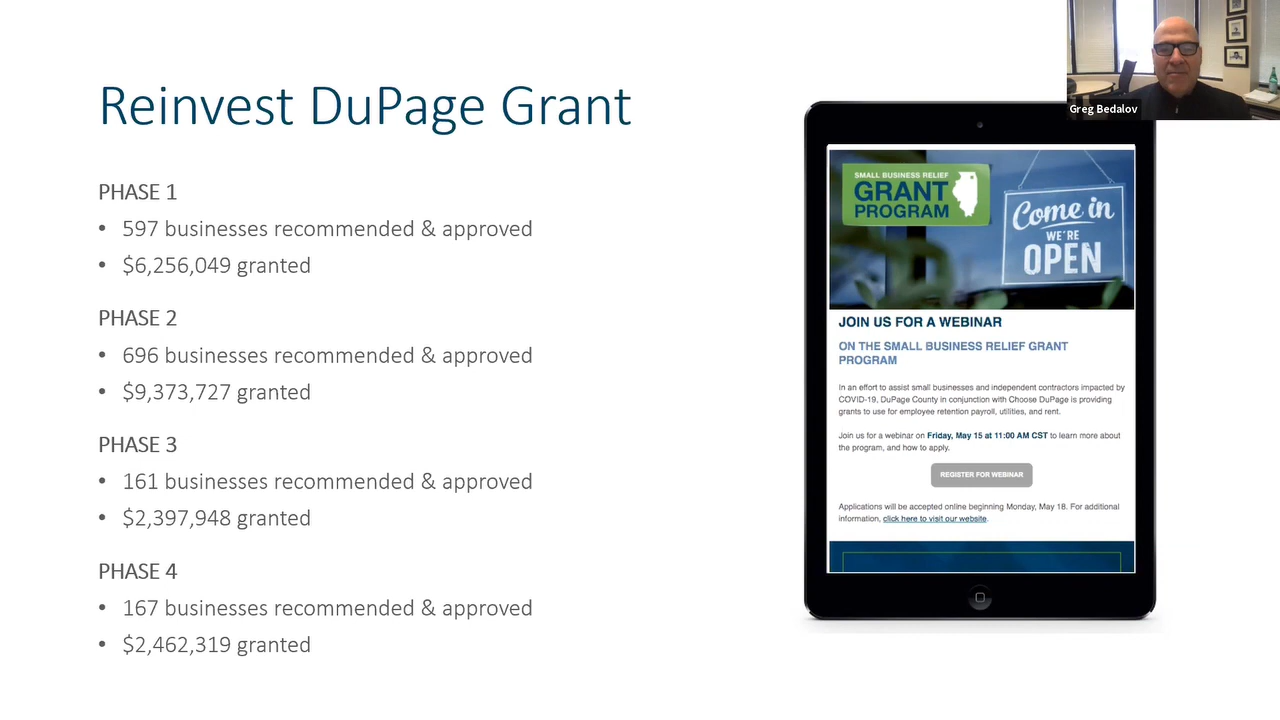 Reinvest DuPage Grant
PHASE 1
• 597 businesses recommended & approved
• $6,256,049 granted
PHASE 2
• 696 businesses recommended & approved
• $9,373,727 granted
PHASE 3
• 161 businesses recommended & approved
• $2,397,948 granted
PHASE 4
• 167 businesses recommended & approved
• $2,462,319 granted
Greg Bedalov
SMALL BUSINESS RELIEF
GRANT
PROGRAM
Come in
WE'RE
OPEN
JOIN US FOR A WEBINAR
ON THE SMALL BUSINESS RELIEF GRANT
PROGRAM
In an effort to assist small businesses and independent contractors impacted by
COVID-19, DuPage County in conjunction with Choose DuPage is providing
grants to use for employee retention payroll, utilities, and rent.
Join us for a webinar on Friday, May 15 at 11:00 AM CST to learn more about
the program, and how to apply.
REGISTER FOR WEBINAR
Applications will be accepted online beginning Monday, May 18. For additional
information, click here to visit our website.